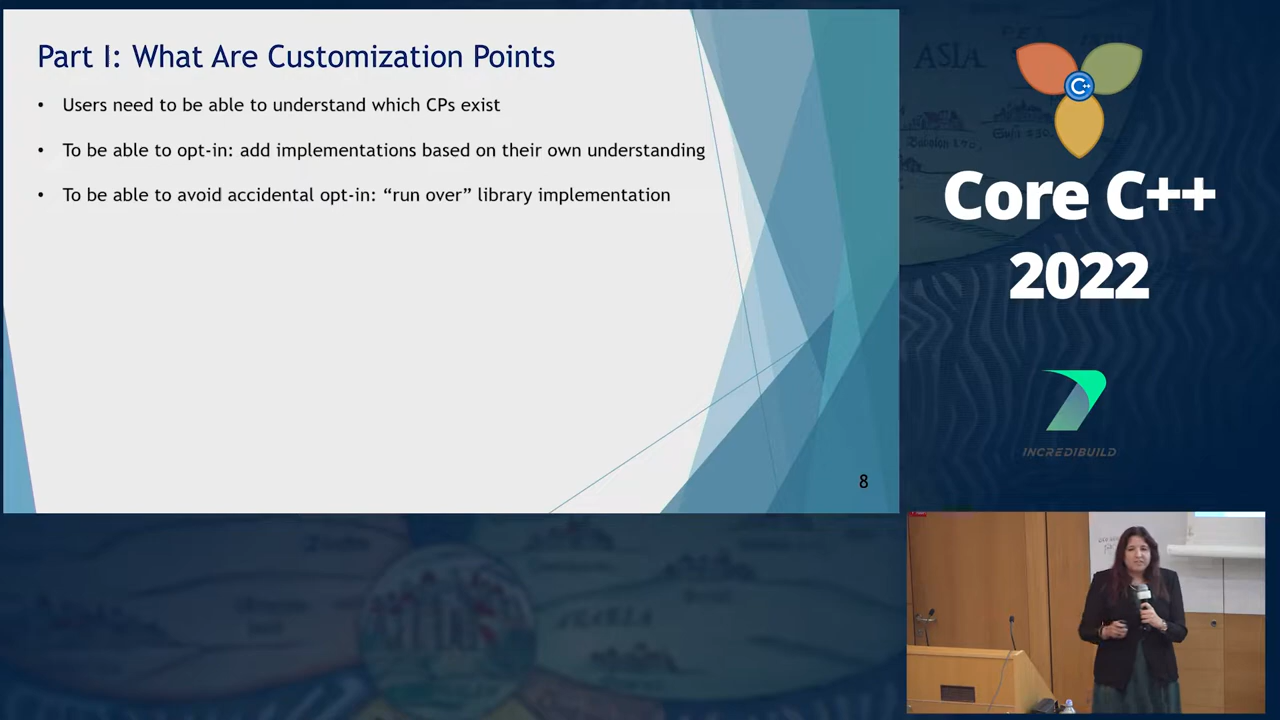 Part I: What Are Customization Points
• Users need to be able to understand which CPs exist
• To be able to opt-in: add implementations based on their own understanding
• To be able to avoid accidental opt-in: “run over” library implementation
8
ASIA
C++
Core C++
2022
INCREDIBUILD
ARABIA